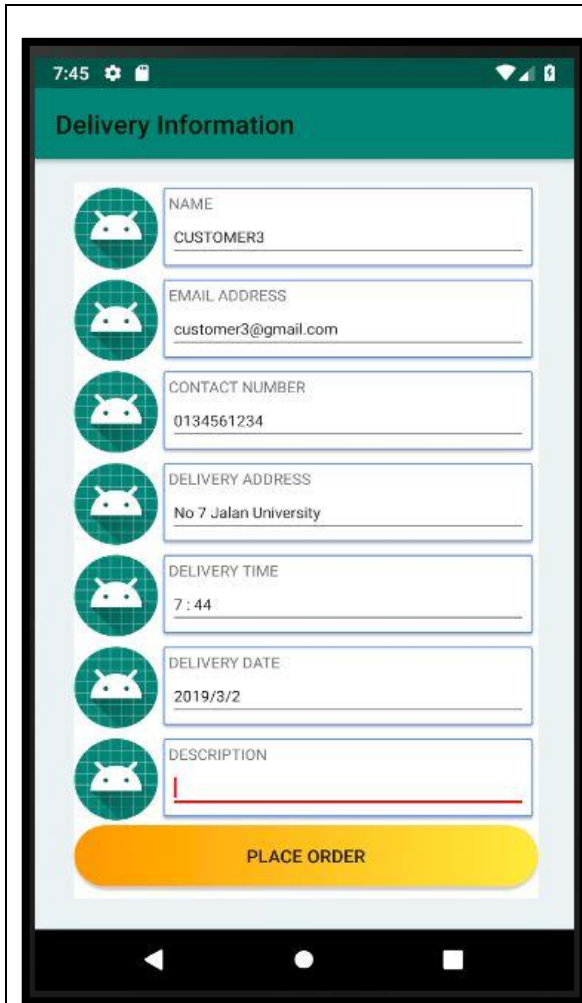 7:45
Delivery Information
NAME
CUSTOMER3
EMAIL ADDRESS
customer3@gmail.com
CONTACT NUMBER
0134561234
DELIVERY ADDRESS
No 7 Jalan University
DELIVERY TIME
7 : 44
DELIVERY DATE
2019/3/2
DESCRIPTION
PLACE ORDER